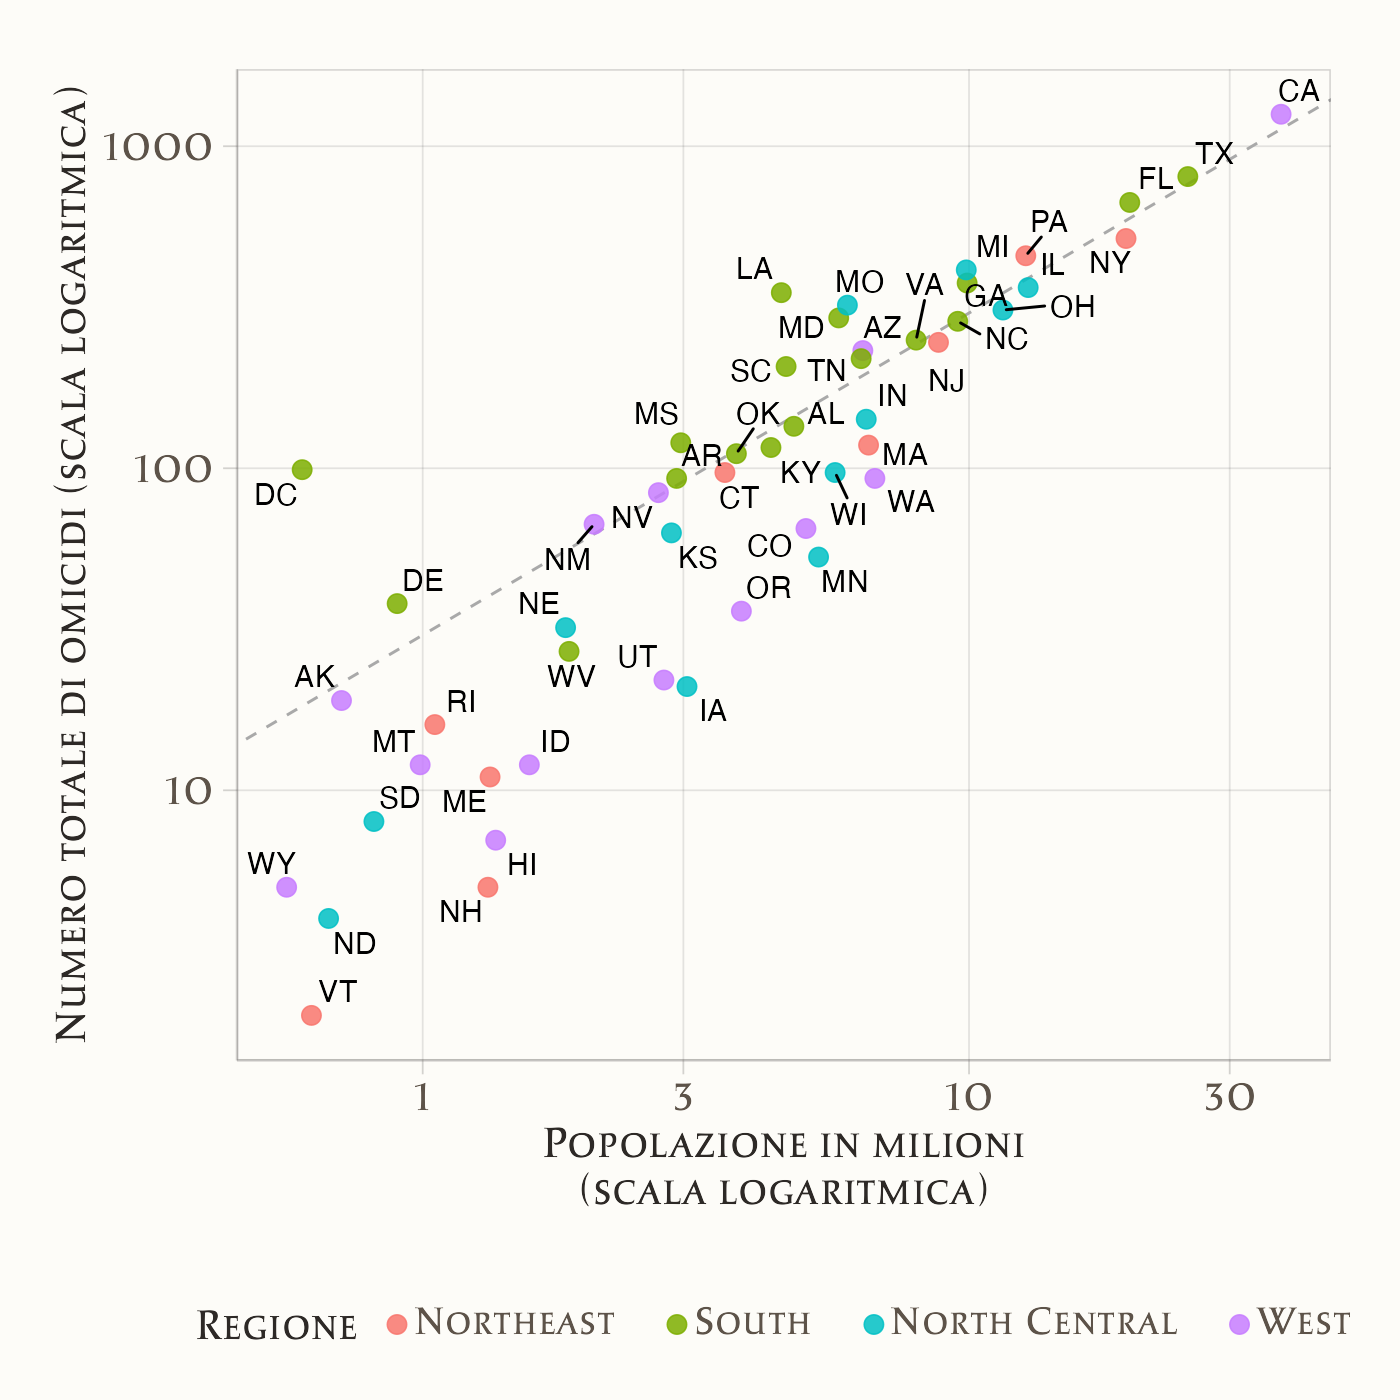 CA
1000
TX
FL
PA
MI
IL
NY
LA
MO
VA
GA
OH
MD
AZ
NC
SC
TN
NJ
IN
MS
OK
AL
AR
MA
100
KY
DC
CT
WA
NV
WI
NM
CO
KS
DE
MN
OR
NE
UT
WV
AK
RI
IA
MT
ID
10
SD
ME
WY
HI
NH
ND
VT
Numero totale di omicidi (scala logaritmica)
1 3 10 30
Popolazione in milioni
(scala logaritmica)
Regione Northeast South North Central West